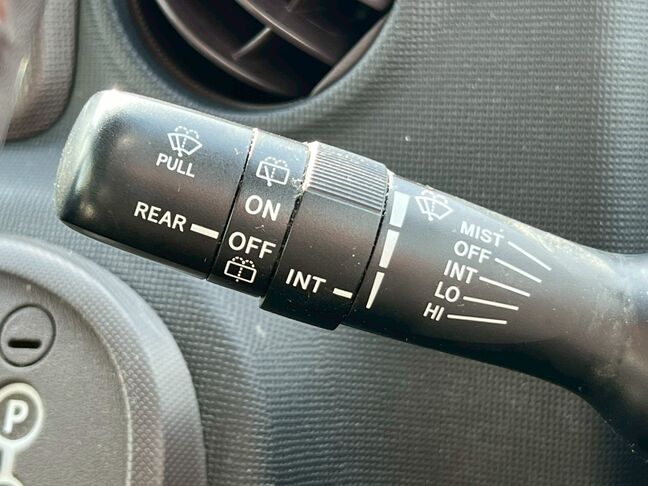 PULL
REAR
ON
OFF
INT
MIST
OFF
INT
LO
HI
P